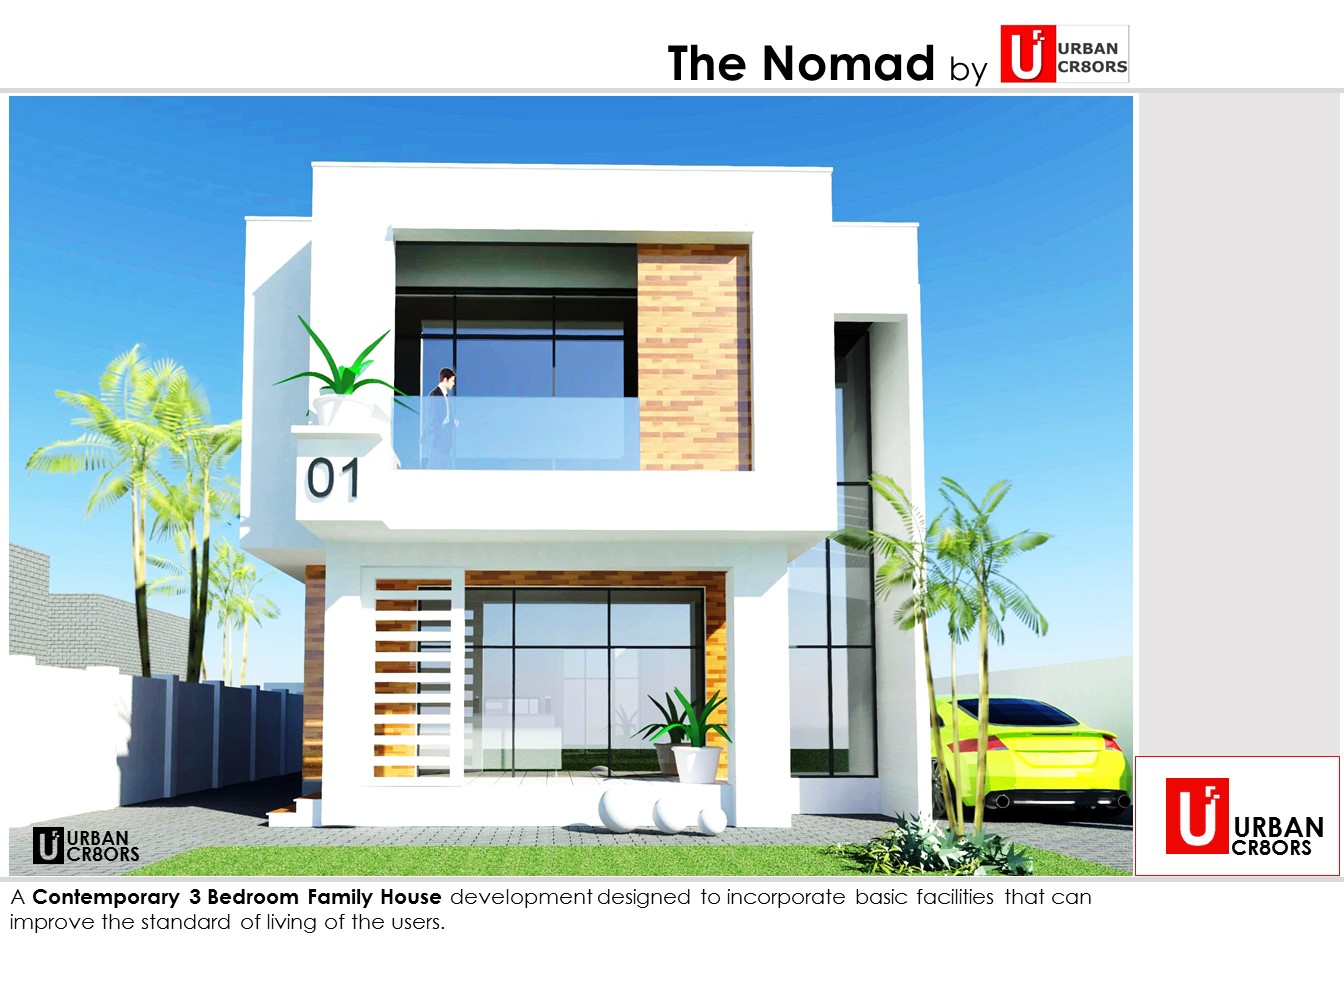 The Nomad by
URBAN
CR8ORS
01
URBAN
CR8ORS
URBAN
CR8ORS
A Contemporary 3 Bedroom Family House development designed to incorporate basic facilities that can
improve the standard of living of the users.